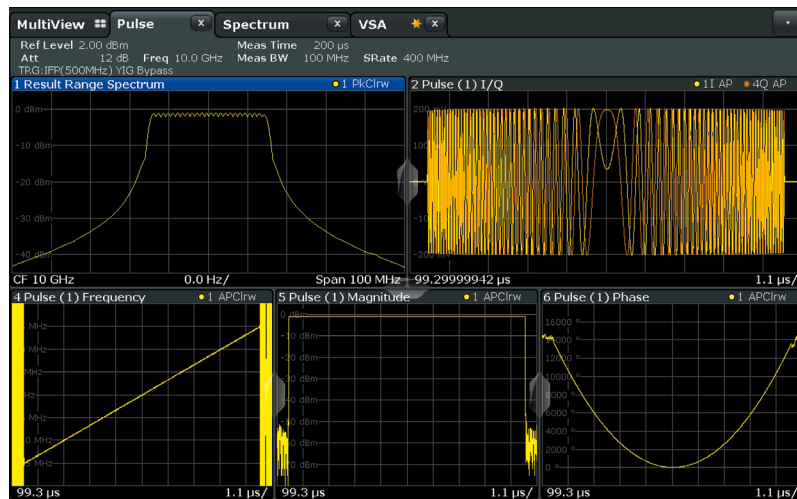 MultiView Pulse X Spectrum X VSA X
Ref Level 2.00 dBm Meas Time 200 µs
Att 12 dB Freq 10.0 GHz Meas BW 100 MHz SRate 400 MHz
TRG:IFP(500MHz) YIG Bypass
1 Result Range Spectrum 1 PkClrw
0 dBm
-10 dBm
-20 dBm
-30 dBm
-40 dBm
CF 10 GHz 0.0 Hz/ Span 100 MHz
2 Pulse (1) I/Q 1I AP 4Q AP
200 m
99.29999942 µs 1.1 µs/
4 Pulse (1) Frequency 1 APClrw
MHz
MHz
MHz
Hz
MHz
0 MHz
5 MHz
99.3 µs 1.1 µs/
5 Pulse (1) Magnitude 1 APClrw
0 dBm
-10 dBm
-20 dBm
-30 dBm
-40 dBm
dBm
-60 dBm
-70 dBm
99.3 µs 1.1 µs/
6 Pulse (1) Phase 1 APClrw
16000 °
14000 °
12000 °
10000 °
8000 °
6000 °
4000 °
2000 °
0 °
99.3 µs 1.1 µs/